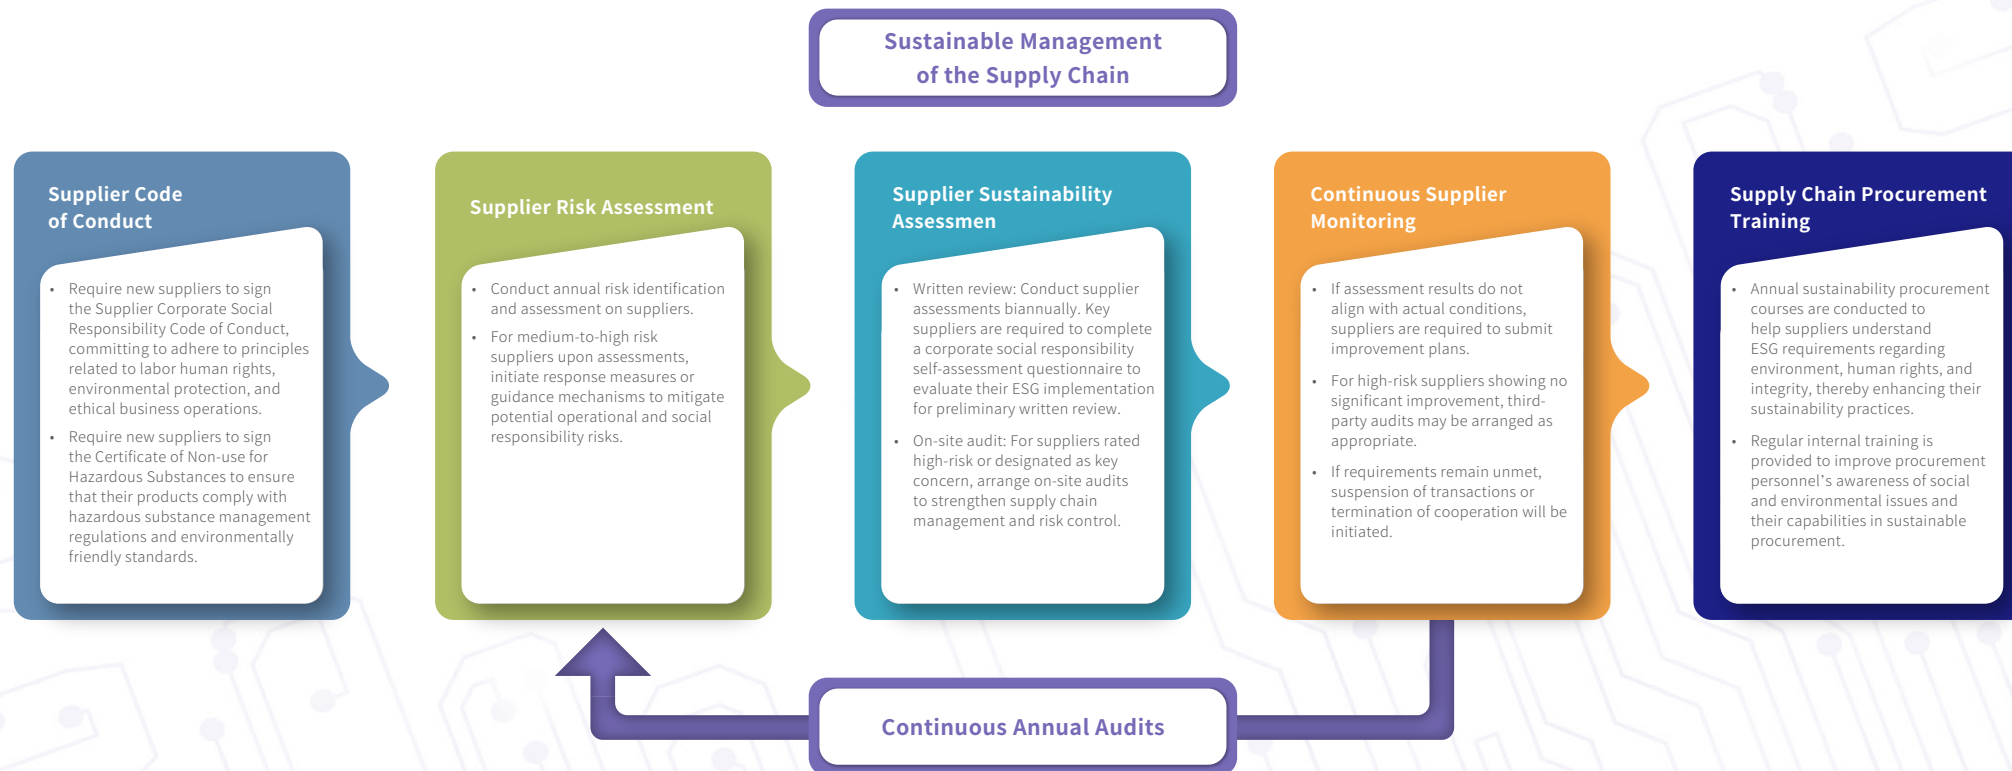 Sustainable Management
of the Supply Chain
Supplier Code
of Conduct
• Require new suppliers to sign
the Supplier Corporate Social
Responsibility Code of Conduct,
committing to adhere to principles
related to labor human rights,
environmental protection, and
ethical business operations.
• Require new suppliers to sign
the Certificate of Non-use for
Hazardous Substances to ensure
that their products comply with
hazardous substance management
regulations and environmentally
friendly standards.
Supplier Risk Assessment
• Conduct annual risk identification
and assessment on suppliers.
• For medium-to-high risk
suppliers upon assessments,
initiate response measures or
guidance mechanisms to mitigate
potential operational and social
responsibility risks.
Supplier Sustainability
Assessmen
• Written review: Conduct supplier
assessments biannually. Key
suppliers are required to complete
a corporate social responsibility
self-assessment questionnaire to
evaluate their ESG implementation
for preliminary written review.
• On-site audit: For suppliers rated
high-risk or designated as key
concern, arrange on-site audits
to strengthen supply chain
management and risk control.
Continuous Supplier
Monitoring
• If assessment results do not
align with actual conditions,
suppliers are required to submit
improvement plans.
• For high-risk suppliers showing no
significant improvement, third-
party audits may be arranged as
appropriate.
• If requirements remain unmet,
suspension of transactions or
termination of cooperation will be
initiated.
Supply Chain Procurement
Training
• Annual sustainability procurement
courses are conducted to
help suppliers understand
ESG requirements regarding
environment, human rights, and
integrity, thereby enhancing their
sustainability practices.
• Regular internal training is
provided to improve procurement
personnel's awareness of social
and environmental issues and
their capabilities in sustainable
procurement.
Continuous Annual Audits